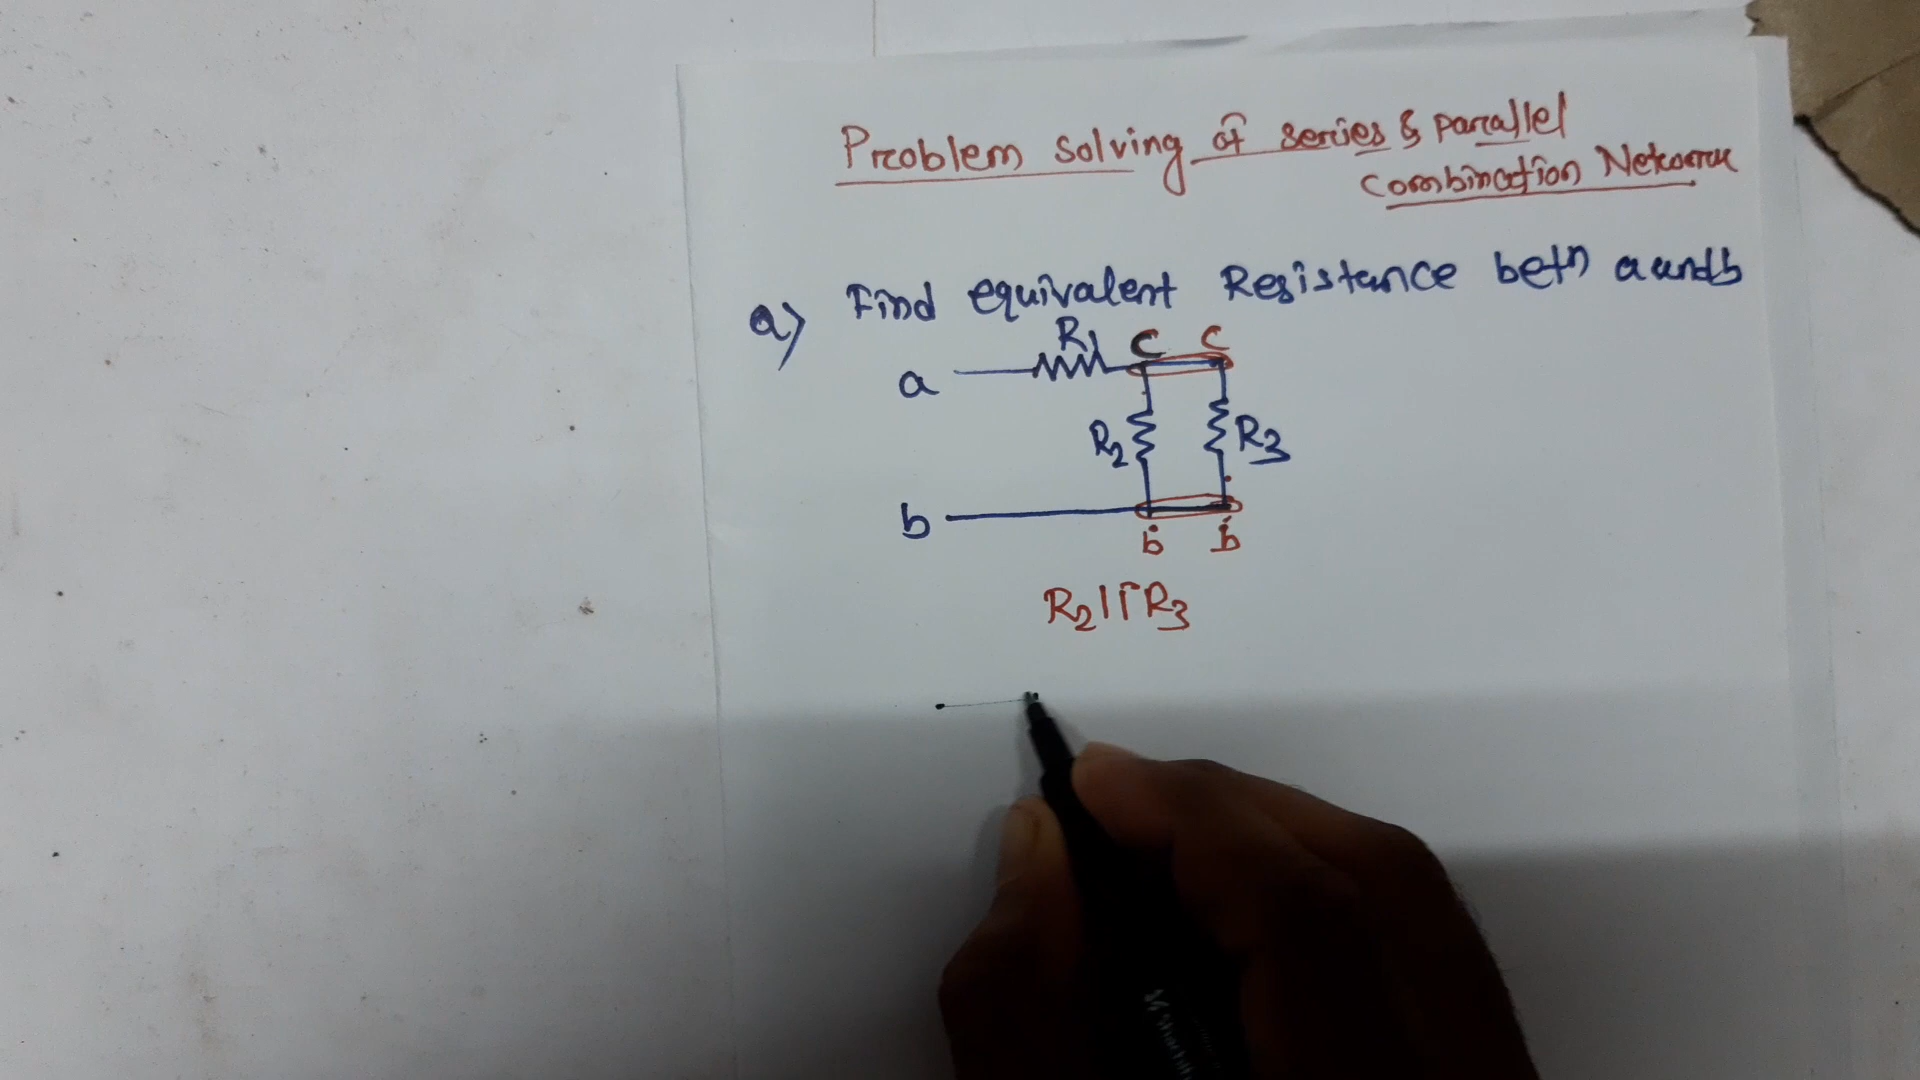 Problem solving of series & parallel
combination Network
Q) Find equivalent Resistance betn a and b
R1 C C
a
R2 R3
b
b b
R2 || R3